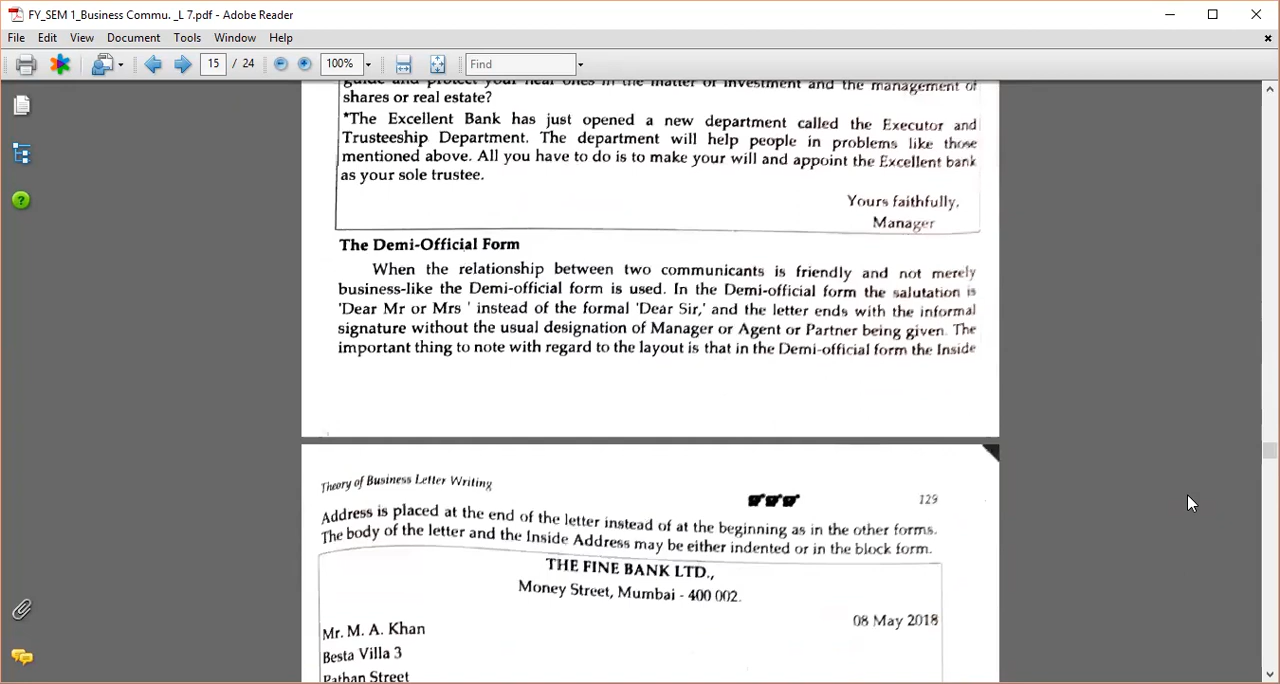 FY_SEM 1_Business Commu. _L 7.pdf - Adobe Reader
File Edit View Document Tools Window Help
15 / 24 100% Find
guide and protect your near ones in the matter of investment and the management of
shares or real estate?
*The Excellent Bank has just opened a new department called the Executor and
Trusteeship Department. The department will help people in problems like those
mentioned above. All you have to do is to make your will and appoint the Excellent bank
as your sole trustee.
Yours faithfully,
Manager
The Demi-Official Form
When the relationship between two communicants is friendly and not merely
business-like the Demi-official form is used. In the Demi-official form the salutation is
'Dear Mr or Mrs ' instead of the formal 'Dear Sir,' and the letter ends with the informal
signature without the usual designation of Manager or Agent or Partner being given. The
important thing to note with regard to the layout is that in the Demi-official form the Inside
Theory of Business Letter Writing
129
Address is placed at the end of the letter instead of at the beginning as in the other forms.
The body of the letter and the Inside Address may be either indented or in the block form.
THE FINE BANK LTD.,
Money Street, Mumbai - 400 002.
08 May 2018
Mr. M. A. Khan
Besta Villa 3
Pathan Street